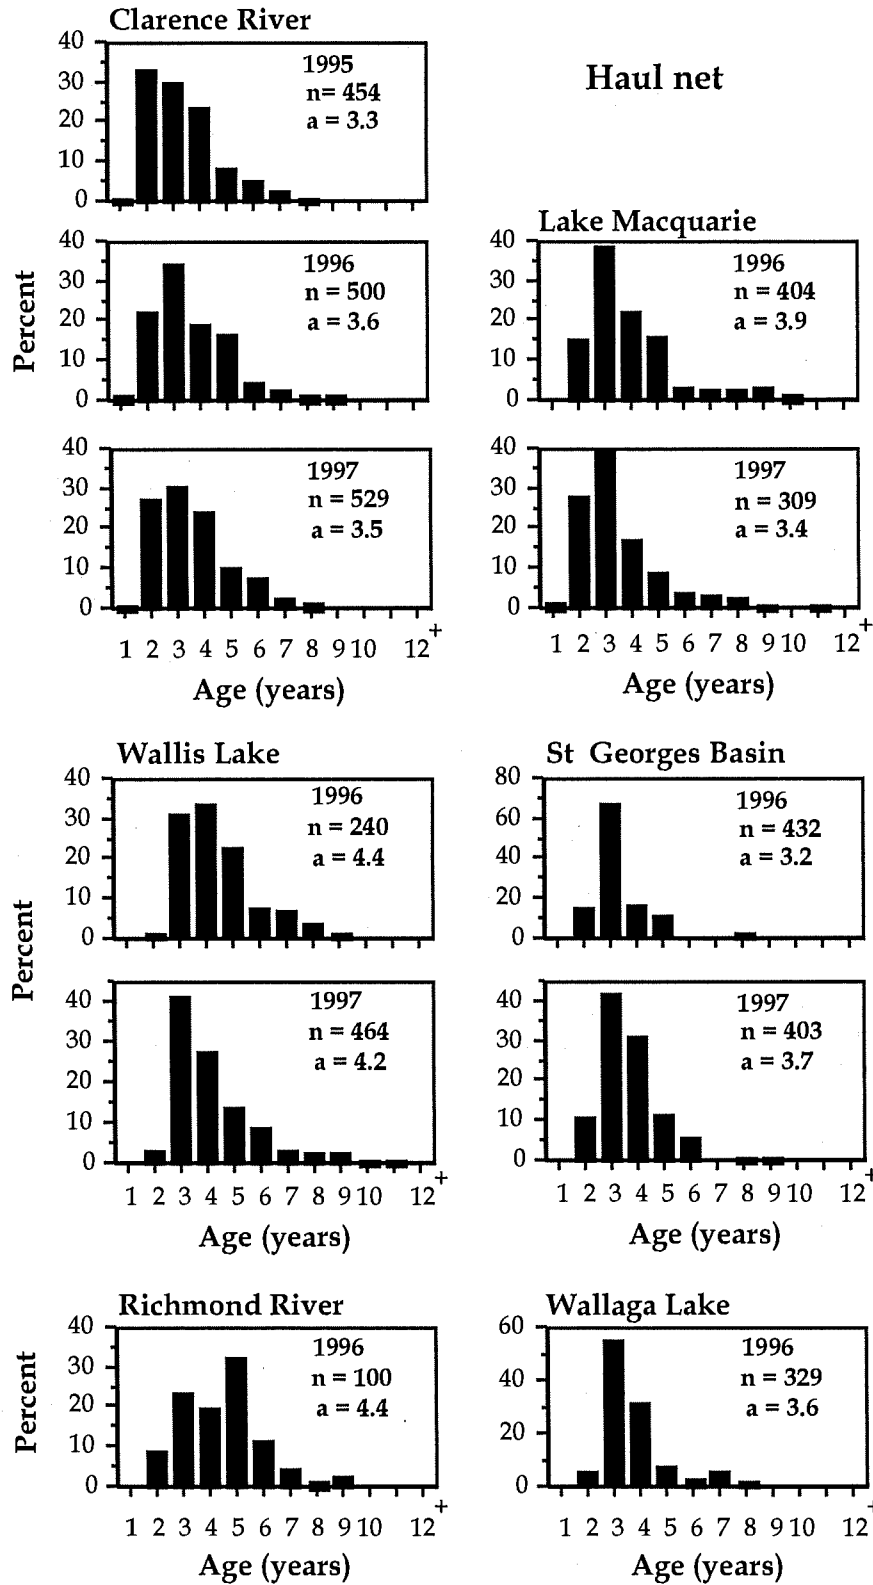 Clarence River
Haul net
40
30
20
10
0
1995
n= 454
a = 3.3
Percent
40
30
20
10
0
1996
n = 500
a = 3.6
40
30
20
10
0
1997
n = 529
a = 3.5
1 2 3 4 5 6 7 8 9 10 12+
Age (years)
Lake Macquarie
40
30
20
10
0
1996
n = 404
a = 3.9
40
30
20
10
0
1997
n = 309
a = 3.4
1 2 3 4 5 6 7 8 9 10 12+
Age (years)
Wallis Lake
Percent
40
30
20
10
0
1996
n = 240
a = 4.4
40
30
20
10
0
1997
n = 464
a = 4.2
1 2 3 4 5 6 7 8 9 10 12+
Age (years)
St Georges Basin
80
60
40
20
0
1996
n = 432
a = 3.2
40
30
20
10
0
1997
n = 403
a = 3.7
1 2 3 4 5 6 7 8 9 10 12+
Age (years)
Richmond River
Percent
40
30
20
10
0
1996
n = 100
a = 4.4
1 2 3 4 5 6 7 8 9 10 12+
Age (years)
Wallaga Lake
60
40
20
0
1996
n = 329
a = 3.6
1 2 3 4 5 6 7 8 9 10 12+
Age (years)